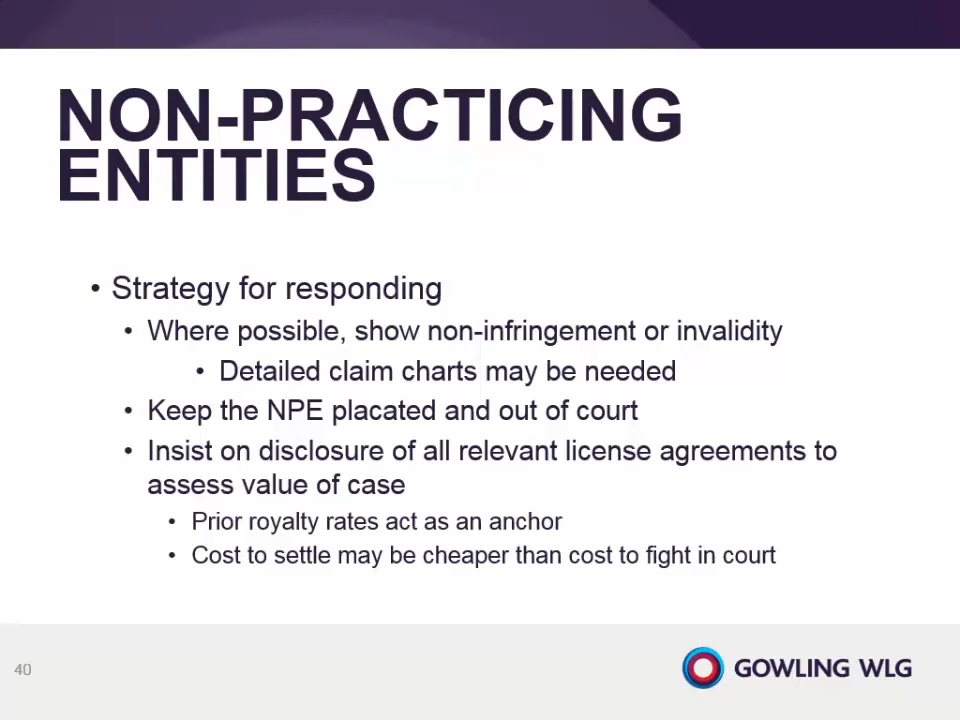 NON-PRACTICING
ENTITIES
• Strategy for responding
• Where possible, show non-infringement or invalidity
• Detailed claim charts may be needed
• Keep the NPE placated and out of court
• Insist on disclosure of all relevant license agreements to
assess value of case
• Prior royalty rates act as an anchor
• Cost to settle may be cheaper than cost to fight in court
40
GOWLING WLG